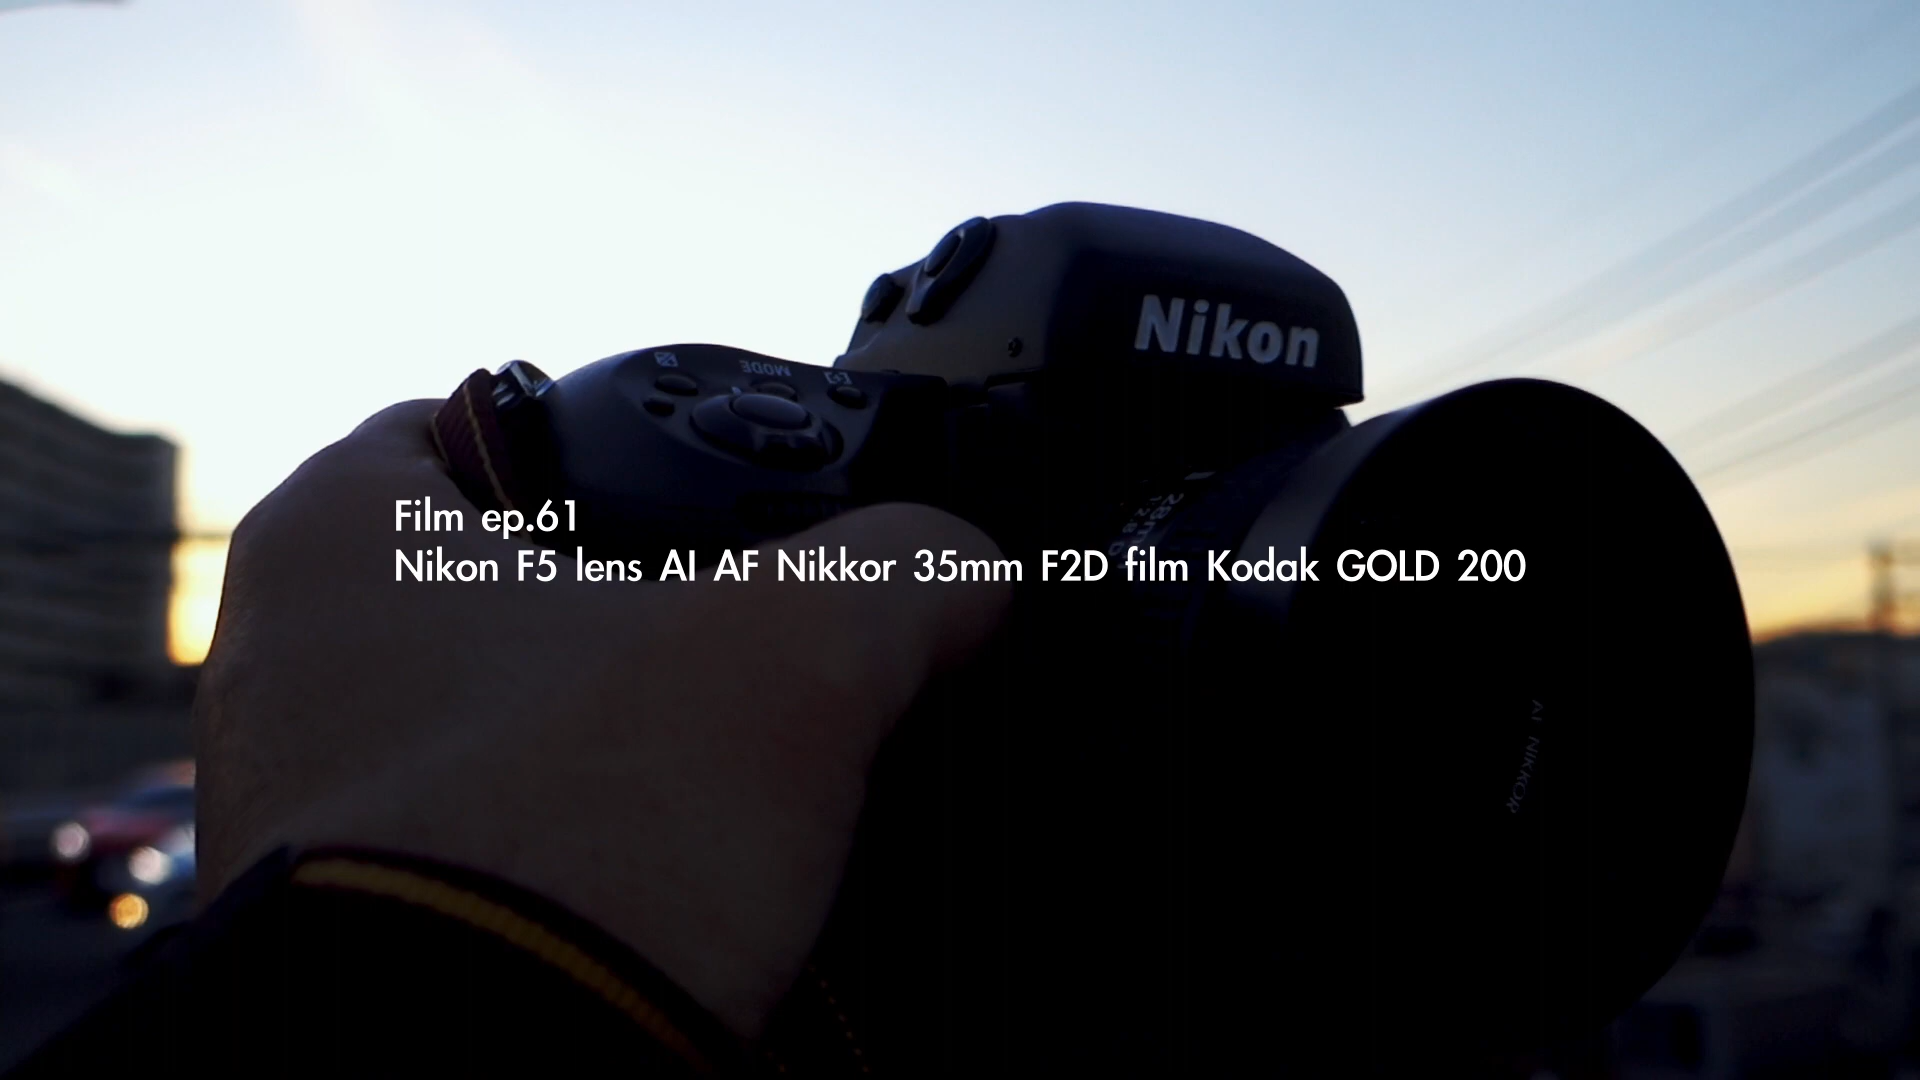 Nikon
MODE
Film ep.61
Nikon F5 lens AI AF Nikkor 35mm F2D film Kodak GOLD 200
28mm
AI NIKKOR